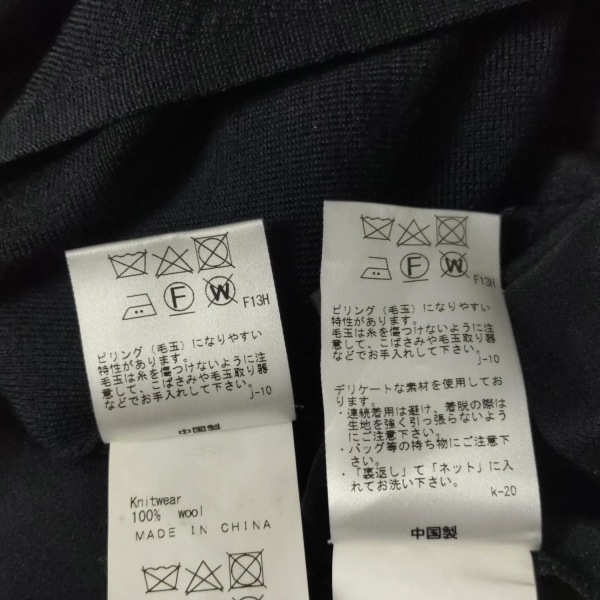 F
W
F13H
ピリング（毛玉）になりやすい
特性があります。
毛玉は糸を傷つけないように注
意して、こばさみや毛玉取り器
などでお手入れして下さい。
j-10
中国製
Knitwear
100% wool
MADE IN CHINA
F
W
F13H
ピリング（毛玉）になりやすい
特性があります。
毛玉は糸を傷つけないように注
意して、こばさみや毛玉取り器
などでお手入れして下さい。
j-10
デリケートな素材を使用してお
ります。
・連続着用は避け、着脱の際は
生地を強く引っ張らないよう
にご注意下さい。
・バッグ等の持ち物にご注意下
さい。
・「裏返し」て「ネット」に入
れてお洗い下さい。
k-20
中国製